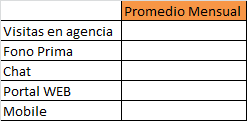 Promedio Mensual
Visitas en agencia
Fono Prima
Chat
Portal WEB
Mobile